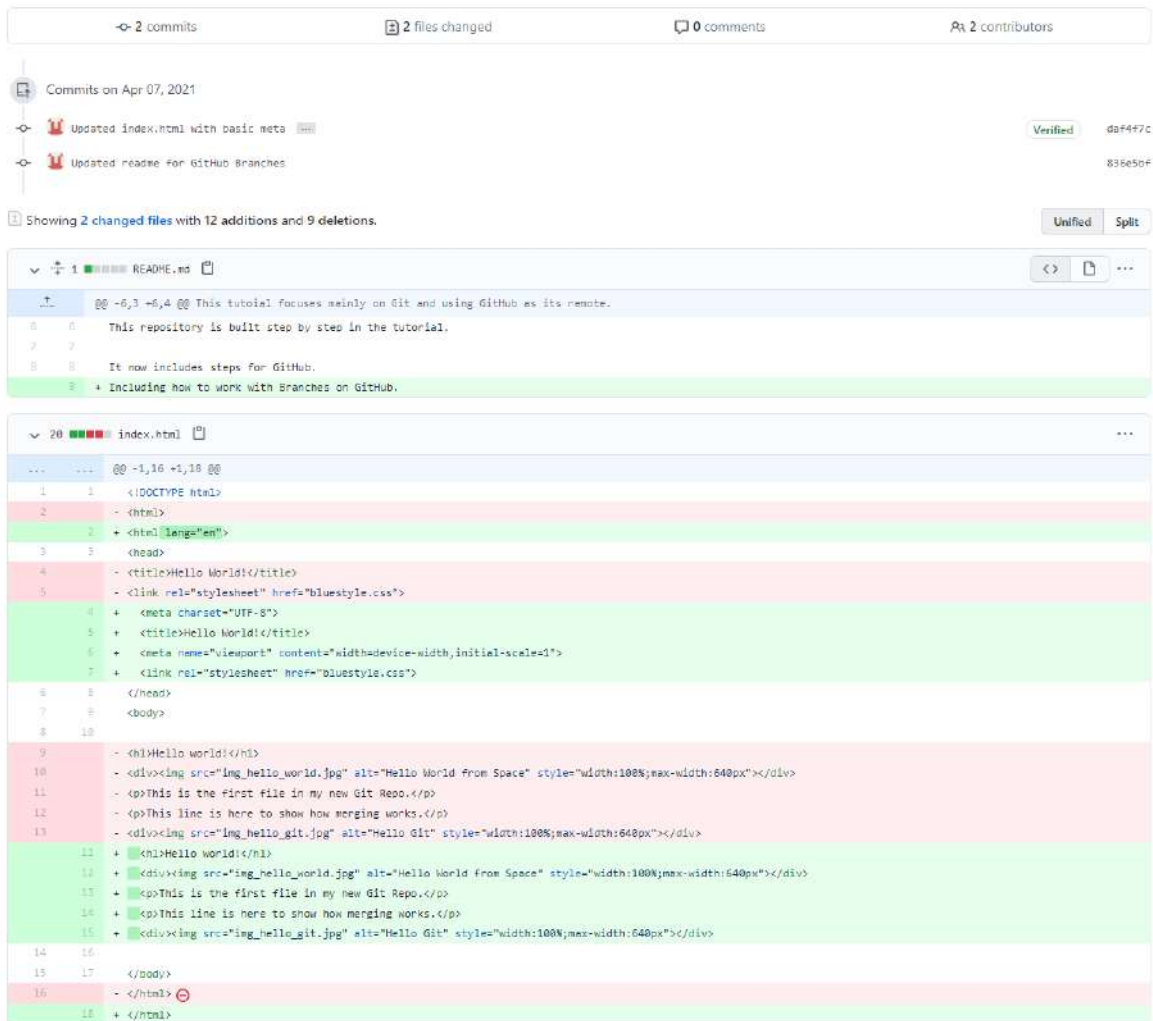 2 commits 2 files changed 0 comments 2 contributors
Commits on Apr 07, 2021
Updated index.html with basic meta ... Verified daf4f7c
Updated readme for GitHub Branches 836e5bf
Showing 2 changed files with 12 additions and 9 deletions. Unified Split
1 README.md <> ...
@@ -6,3 +6,4 @@ This tutoial focuses mainly on Git and using GitHub as its remote.
6 6 This repository is built step by step in the tutorial.
7 7
8 8 It now includes steps for GitHub.
9 + Including how to work with Branches on GitHub.
20 index.html ...
... ... @@ -1,16 +1,18 @@
1 1 <!DOCTYPE html>
2 - <html>
2 + <html lang="en">
3 3 <head>
4 - <title>Hello World!</title>
5 - <link rel="stylesheet" href="bluestyle.css">
4 + <meta charset="UTF-8">
5 + <title>Hello World!</title>
6 + <meta name="viewport" content="width=device-width,initial-scale=1">
7 + <link rel="stylesheet" href="bluestyle.css">
6 8 </head>
7 9 <body>
8 10
9 - <h1>Hello world!</h1>
10 - <div><img src="img_hello_world.jpg" alt="Hello World from Space" style="width:100%;max-width:640px"></div>
11 - <p>This is the first file in my new Git Repo.</p>
12 - <p>This line is here to show how merging works.</p>
13 - <div><img src="img_hello_git.jpg" alt="Hello Git" style="width:100%;max-width:640px"></div>
11 + <h1>Hello world!</h1>
12 + <div><img src="img_hello_world.jpg" alt="Hello World from Space" style="width:100%;max-width:640px"></div>
13 + <p>This is the first file in my new Git Repo.</p>
14 + <p>This line is here to show how merging works.</p>
15 + <div><img src="img_hello_git.jpg" alt="Hello Git" style="width:100%;max-width:640px"></div>
14 16
15 17 </body>
16 - </html>
18 + </html>